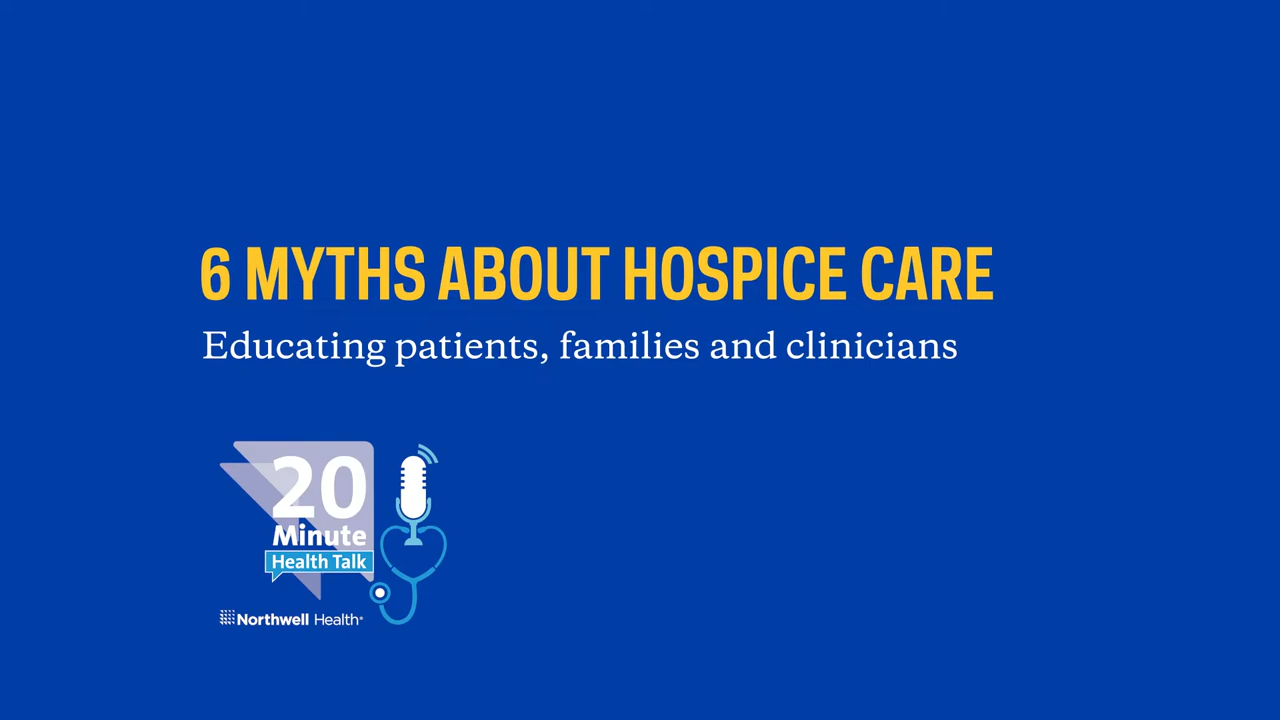 6 MYTHS ABOUT HOSPICE CARE
Educating patients, families and clinicians
20
Minute
Health Talk
Northwell Health®